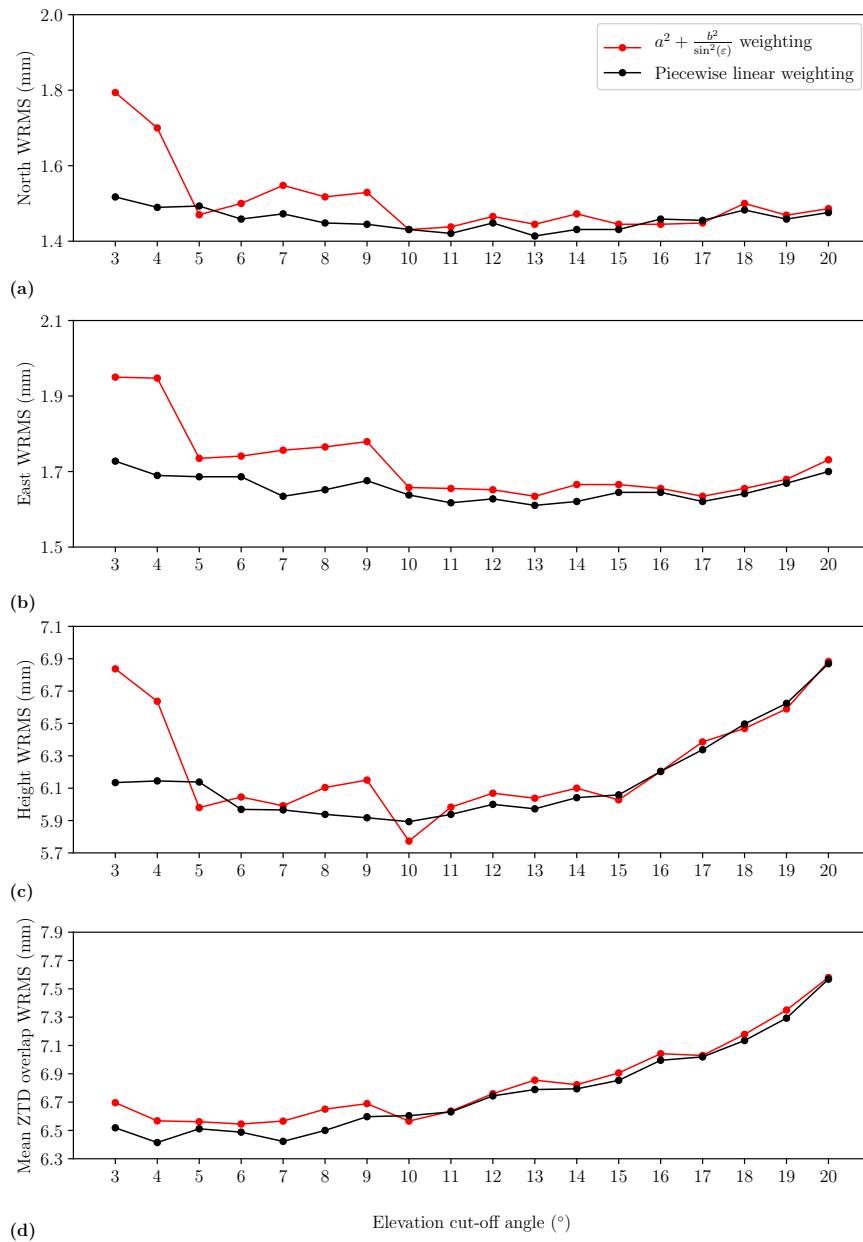 2.0
1.8
1.6
1.4
North WRMS (mm)
a² + b²/sin²(ε) weighting
Piecewise linear weighting
3 4 5 6 7 8 9 10 11 12 13 14 15 16 17 18 19 20
(a)
2.1
1.9
1.7
1.5
East WRMS (mm)
3 4 5 6 7 8 9 10 11 12 13 14 15 16 17 18 19 20
(b)
7.1
6.9
6.7
6.5
6.3
6.1
5.9
5.7
Height WRMS (mm)
3 4 5 6 7 8 9 10 11 12 13 14 15 16 17 18 19 20
(c)
7.9
7.7
7.5
7.3
7.1
6.9
6.7
6.5
6.3
Mean ZTD overlap WRMS (mm)
3 4 5 6 7 8 9 10 11 12 13 14 15 16 17 18 19 20
Elevation cut-off angle (°)
(d)